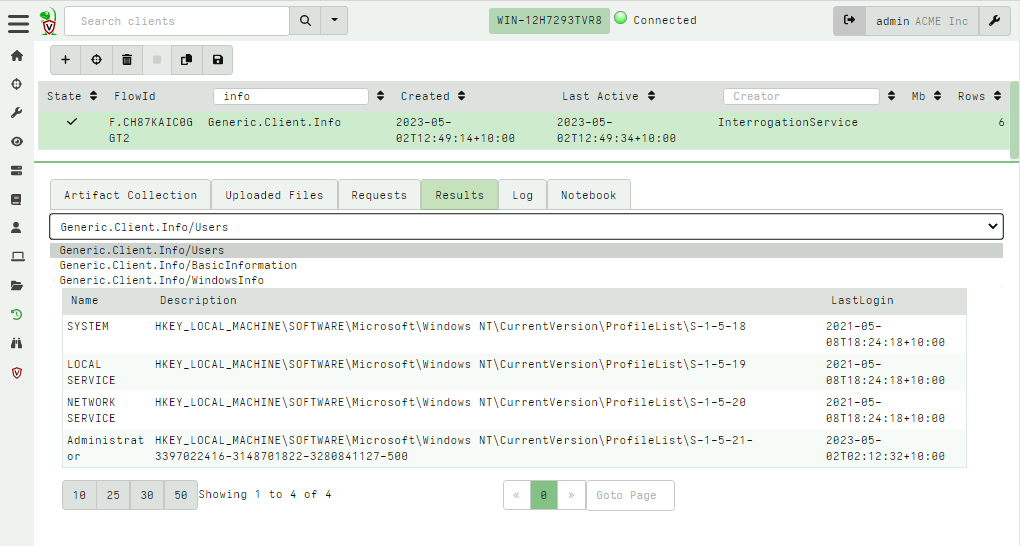 Search clients WIN-12H7293TVR8 Connected admin ACME Inc
State FlowId info Created Last Active Creator Mb Rows
F.CH87KAIC0G Generic.Client.Info 2023-05- 2023-05- InterrogationService 6
GGT2 02T12:49:14+10:00 02T12:49:34+10:00
Artifact Collection Uploaded Files Requests Results Log Notebook
Generic.Client.Info/Users
Generic.Client.Info/Users
Generic.Client.Info/BasicInformation
Generic.Client.Info/WindowsInfo
Name Description LastLogin
SYSTEM HKEY_LOCAL_MACHINE\SOFTWARE\Microsoft\Windows NT\CurrentVersion\ProfileList\S-1-5-18 2021-05-
08T18:24:18+10:00
LOCAL HKEY_LOCAL_MACHINE\SOFTWARE\Microsoft\Windows NT\CurrentVersion\ProfileList\S-1-5-19 2021-05-
SERVICE 08T18:24:18+10:00
NETWORK HKEY_LOCAL_MACHINE\SOFTWARE\Microsoft\Windows NT\CurrentVersion\ProfileList\S-1-5-20 2021-05-
SERVICE 08T18:24:18+10:00
Administrat HKEY_LOCAL_MACHINE\SOFTWARE\Microsoft\Windows NT\CurrentVersion\ProfileList\S-1-5-21- 2023-05-
or 3397022416-3148701822-3280841127-500 02T02:12:32+10:00
10 25 30 50 Showing 1 to 4 of 4 « 0 » Goto Page